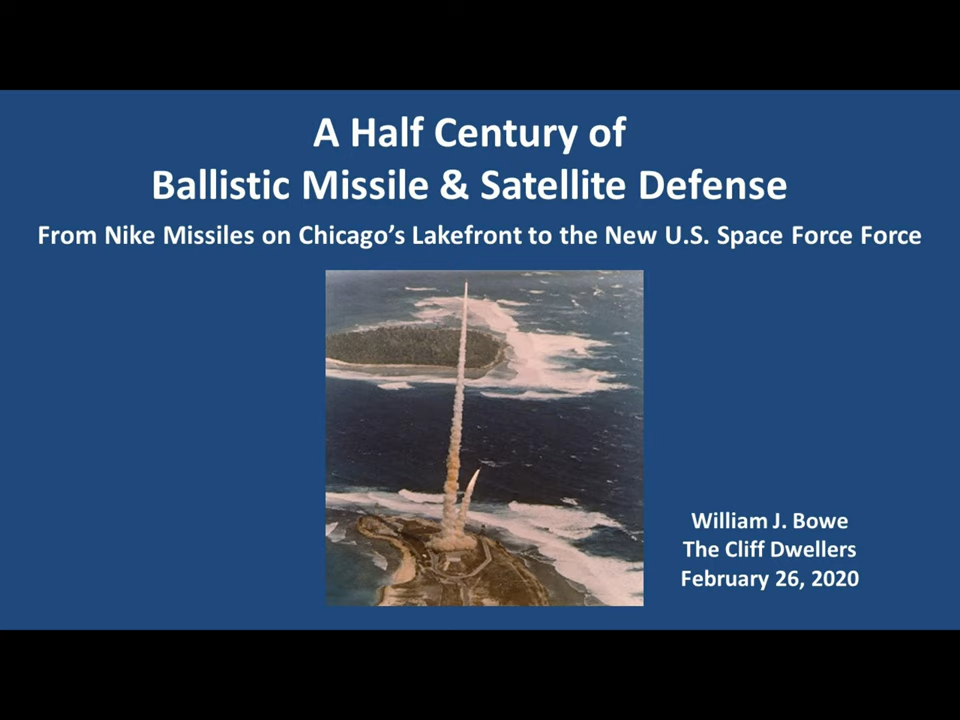 A Half Century of
Ballistic Missile & Satellite Defense
From Nike Missiles on Chicago’s Lakefront to the New U.S. Space Force Force
William J. Bowe
The Cliff Dwellers
February 26, 2020